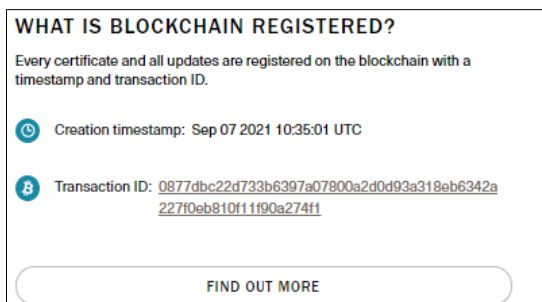 WHAT IS BLOCKCHAIN REGISTERED?
Every certificate and all updates are registered on the blockchain with a
timestamp and transaction ID.
Creation timestamp: Sep 07 2021 10:35:01 UTC
Transaction ID: 0877dbc22d733b6397a07800a2d0d93a318eb6342a
227f0eb810f11f90a274f1
FIND OUT MORE